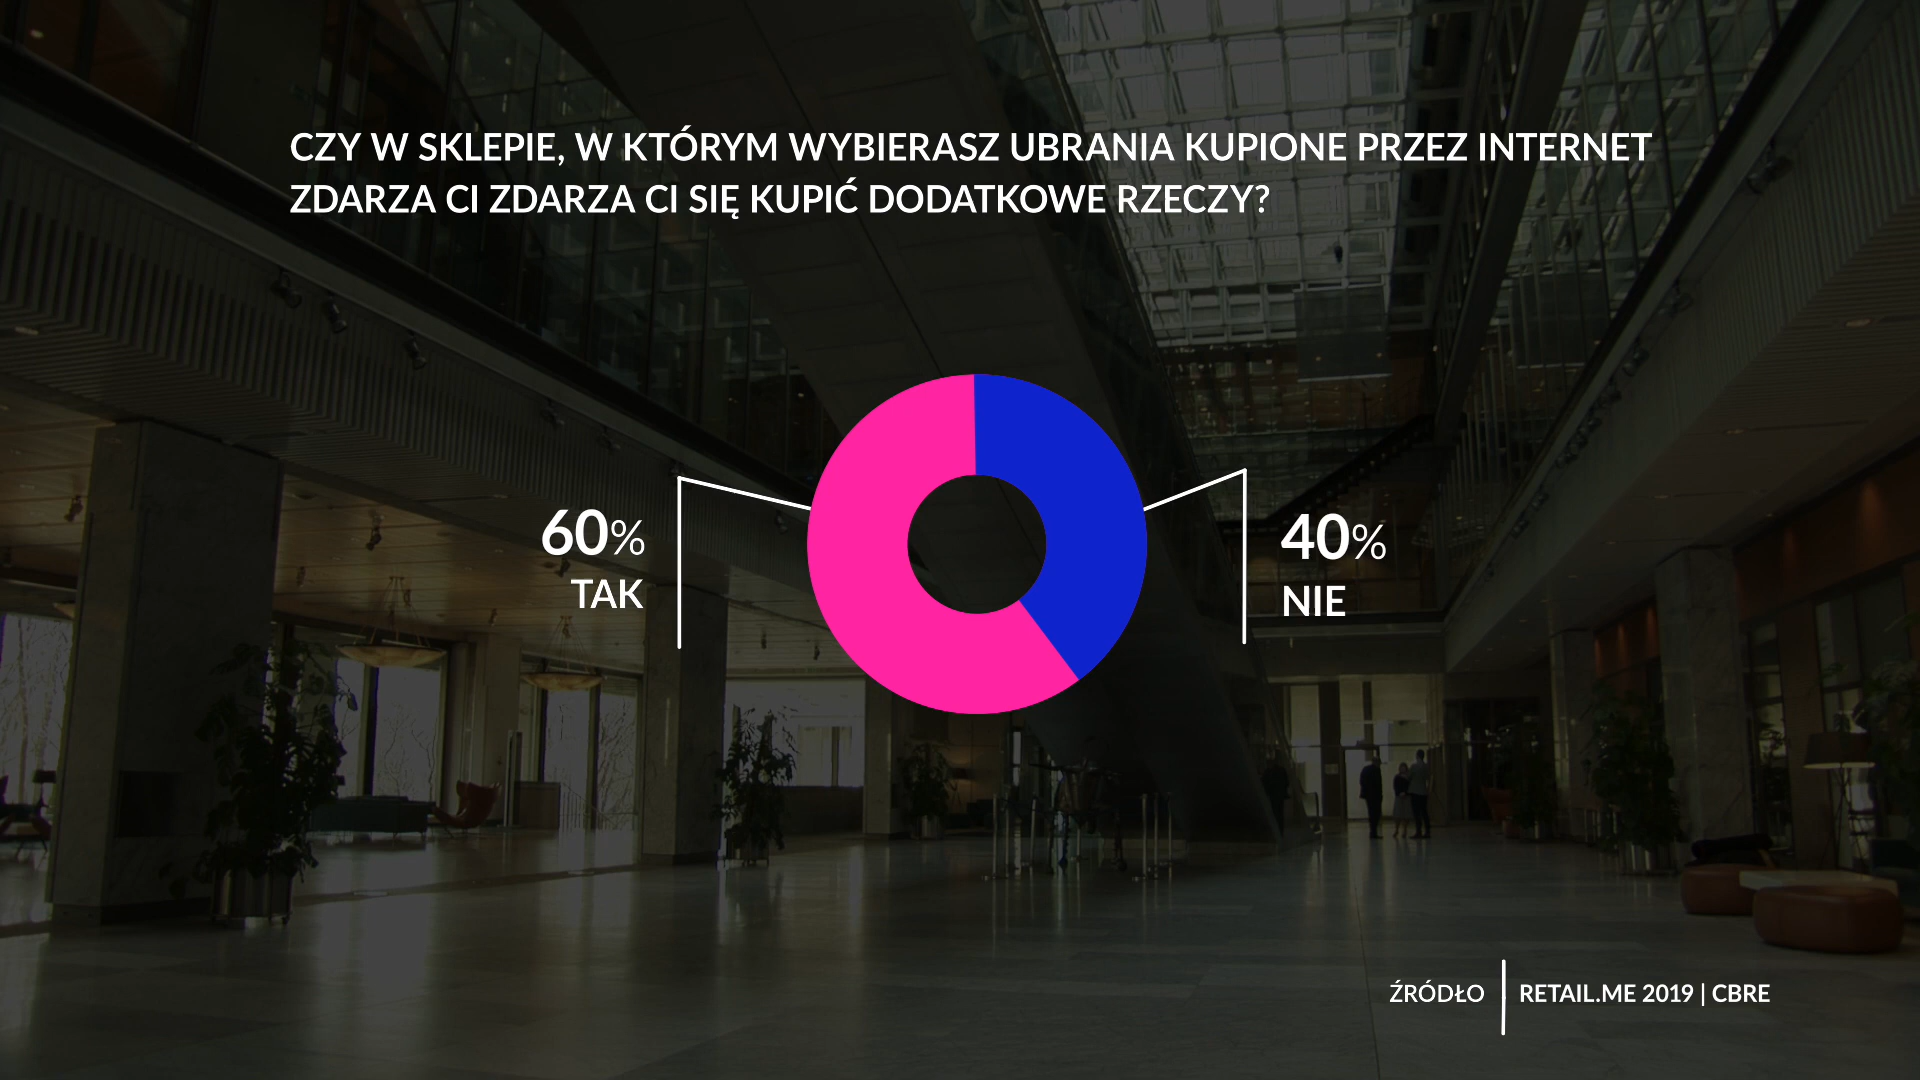 CZY W SKLEPIE, W KTÓRYM WYBIERASZ UBRANIA KUPIONE PRZEZ INTERNET
ZDARZA CI ZDARZA CI SIĘ KUPIĆ DODATKOWE RZECZY?
60%
TAK
40%
NIE
ŹRÓDŁO | RETAIL.ME 2019 | CBRE